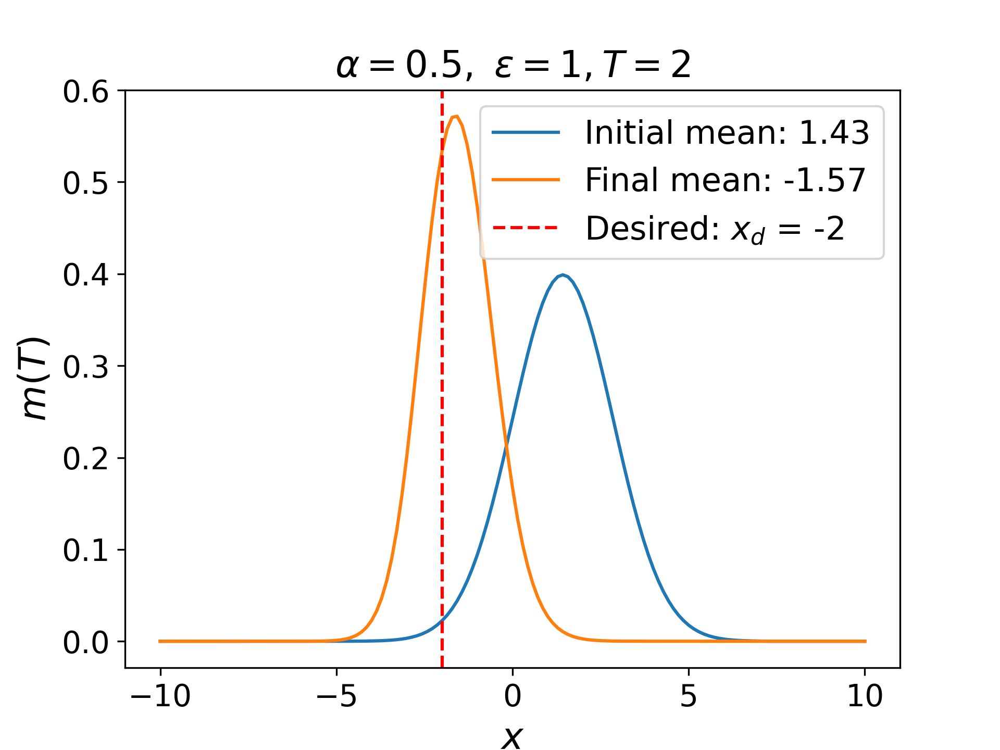 α = 0.5, ε = 1, T = 2
0.6
0.5
0.4
0.3
0.2
0.1
0.0
m(T)
Initial mean: 1.43
Final mean: -1.57
Desired: x_d = -2
−10 −5 0 5 10
x